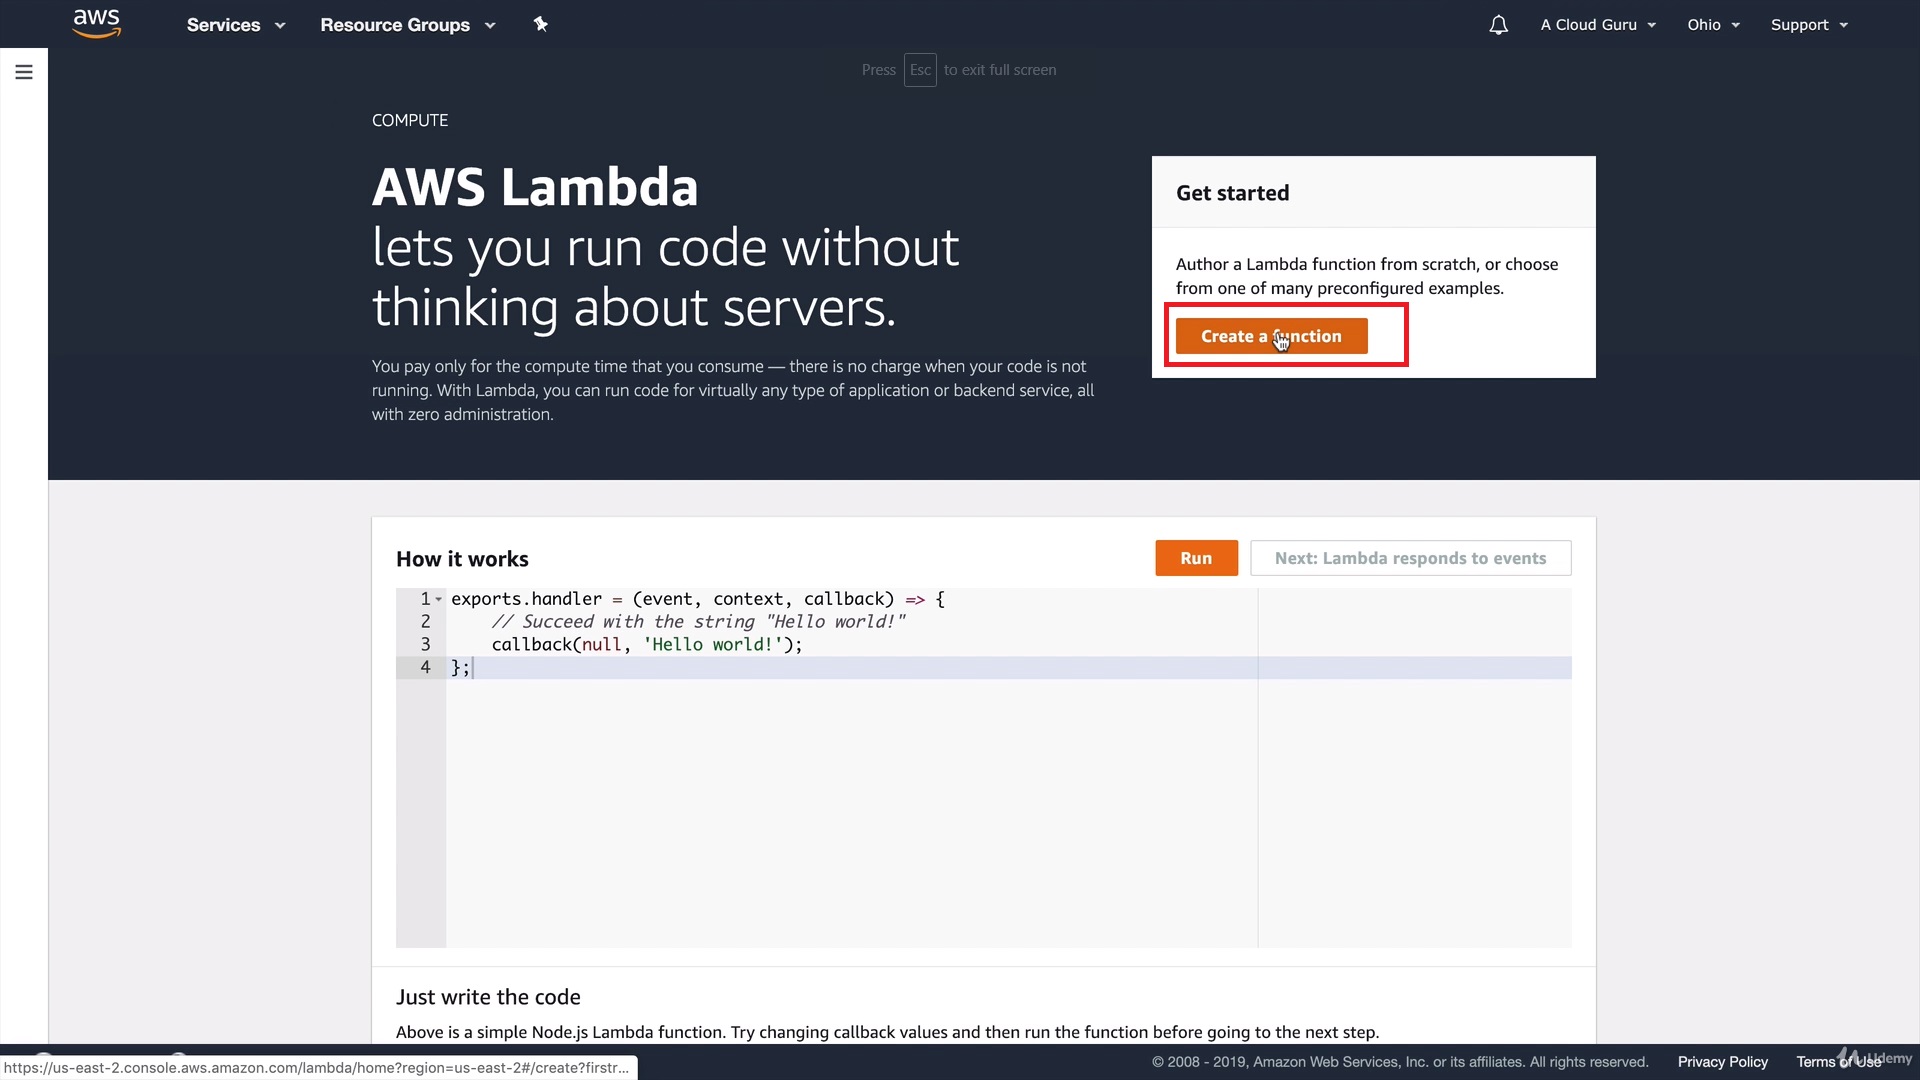 aws Services Resource Groups A Cloud Guru Ohio Support
Press Esc to exit full screen
COMPUTE
AWS Lambda
lets you run code without
thinking about servers.
You pay only for the compute time that you consume — there is no charge when your code is not
running. With Lambda, you can run code for virtually any type of application or backend service, all
with zero administration.
Get started
Author a Lambda function from scratch, or choose
from one of many preconfigured examples.
Create a function
How it works
Run
Next: Lambda responds to events
1 exports.handler = (event, context, callback) => {
2 // Succeed with the string "Hello world!"
3 callback(null, 'Hello world!');
4 };
Just write the code
Above is a simple Node.js Lambda function. Try changing callback values and then run the function before going to the next step.
https://us-east-2.console.aws.amazon.com/lambda/home?region=us-east-2#/create?firstr...
© 2008 - 2019, Amazon Web Services, Inc. or its affiliates. All rights reserved. Privacy Policy Terms of Use
Udemy